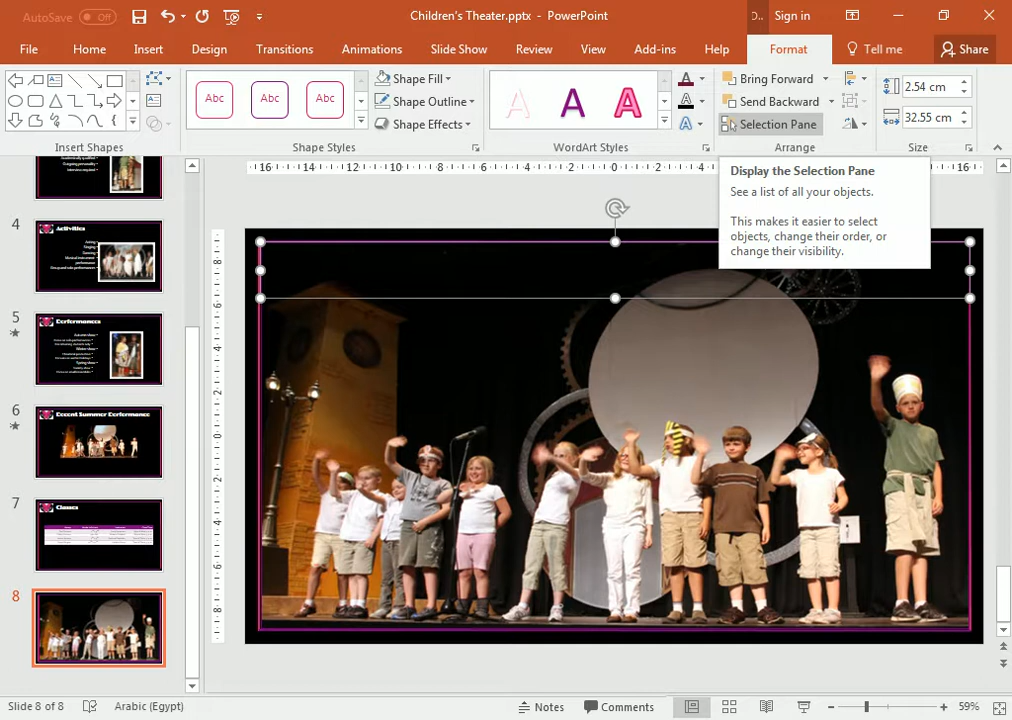 AutoSave Off
Children's Theater.pptx - PowerPoint
D.. Sign in
File Home Insert Design Transitions Animations Slide Show Review View Add-ins Help Format Tell me Share
Abc Abc Abc
Shape Fill
Shape Outline
Shape Effects
A A A
Bring Forward
Send Backward
Selection Pane
2.54 cm
32.55 cm
Insert Shapes Shape Styles WordArt Styles Arrange Size
Display the Selection Pane
See a list of all your objects.
This makes it easier to select
objects, change their order, or
change their visibility.
4
Activities
5
Performances
6
Recent Summer Performance
7
Classes
8
Slide 8 of 8 Arabic (Egypt) Notes Comments 59%